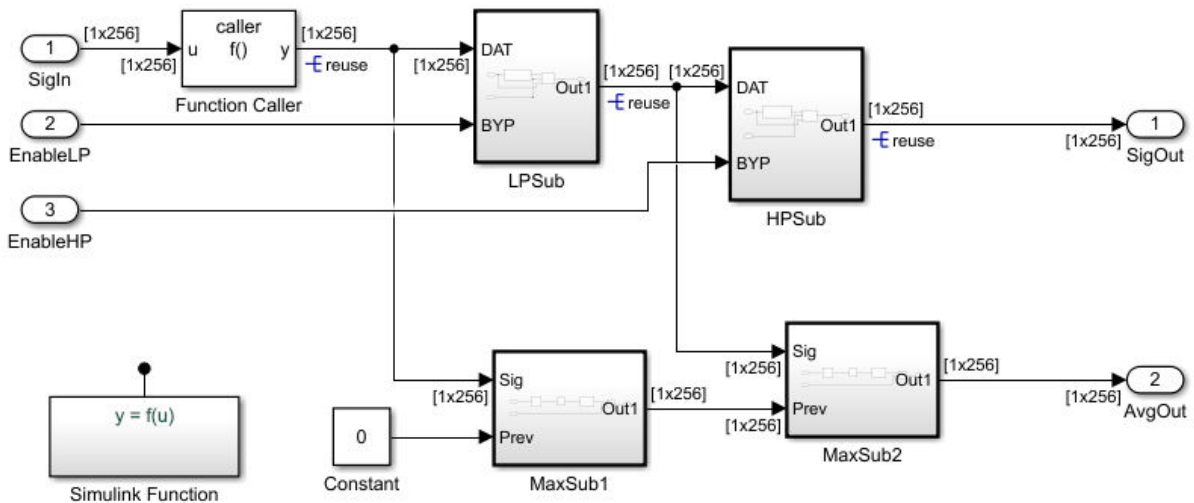 1
SigIn
[1x256]
[1x256]
u
caller
f()
y
Function Caller
[1x256]
reuse
2
EnableLP
3
EnableHP
[1x256]
DAT
BYP
Out1
LPSub
[1x256]
reuse
[1x256]
DAT
BYP
Out1
HPSub
[1x256]
reuse
[1x256]
1
SigOut
y = f(u)
Simulink Function
0
Constant
[1x256]
Sig
Prev
Out1
MaxSub1
[1x256]
[1x256]
[1x256]
Sig
Prev
Out1
MaxSub2
[1x256]
[1x256]
2
AvgOut